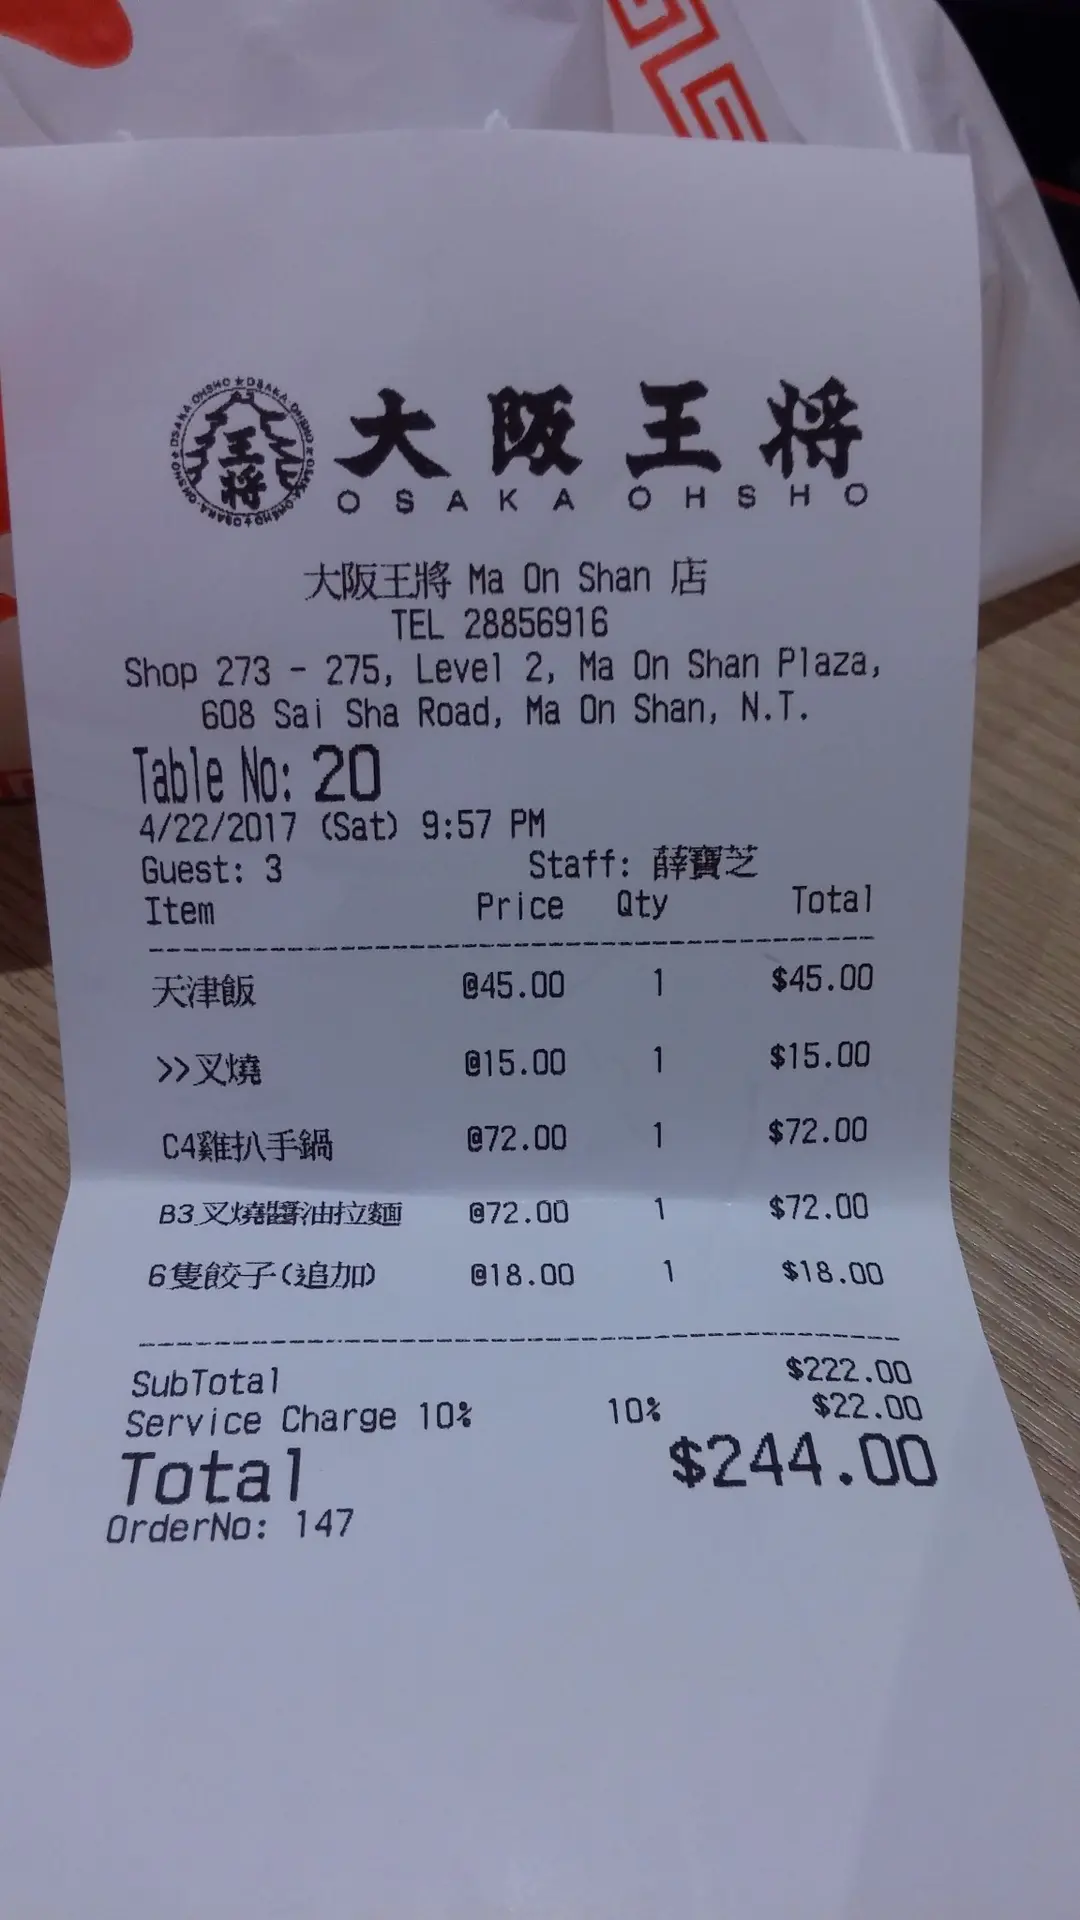 大阪王将
OSAKA OHSHO
王将
大阪王將 Ma On Shan 店
TEL 28856916
Shop 273 - 275, Level 2, Ma On Shan Plaza,
608 Sai Sha Road, Ma On Shan, N.T.
Table No: 20
4/22/2017 (Sat) 9:57 PM
Guest: 3 Staff: 薛寶芝
Item Price Qty Total
天津飯 @45.00 1 $45.00
>>叉燒 @15.00 1 $15.00
C4雞扒手鍋 @72.00 1 $72.00
B3叉燒醬油拉麵 @72.00 1 $72.00
6隻餃子(追加) @18.00 1 $18.00
SubTotal $222.00
Service Charge 10% 10% $22.00
Total $244.00
OrderNo: 147